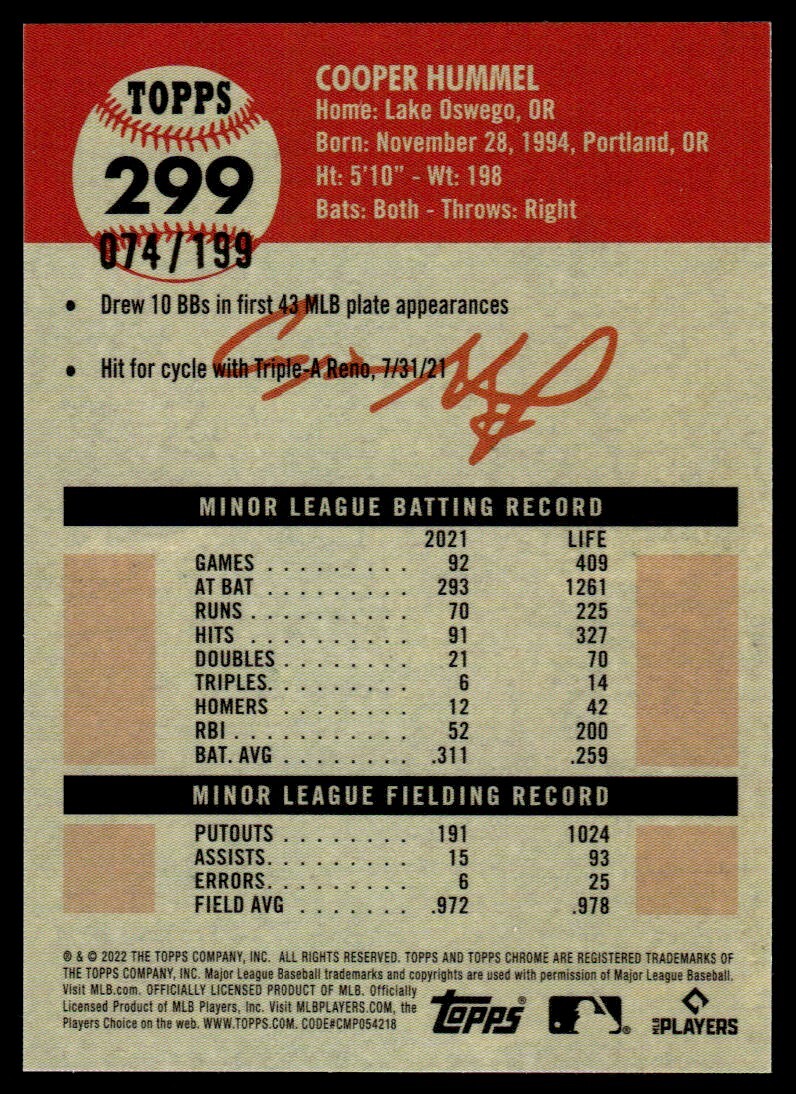 TOPPS
299
074/199
COOPER HUMMEL
Home: Lake Oswego, OR
Born: November 28, 1994, Portland, OR
Ht: 5'10" - Wt: 198
Bats: Both - Throws: Right
• Drew 10 BBs in first 43 MLB plate appearances
• Hit for cycle with Triple-A Reno, 7/31/21
MINOR LEAGUE BATTING RECORD
2021 LIFE
GAMES . . . . . . . . . 92 409
AT BAT . . . . . . . . . 293 1261
RUNS . . . . . . . . . . 70 225
HITS . . . . . . . . . . 91 327
DOUBLES . . . . . . . . 21 70
TRIPLES. . . . . . . . . 6 14
HOMERS . . . . . . . . 12 42
RBI . . . . . . . . . . . 52 200
BAT. AVG . . . . . . . . .311 .259
MINOR LEAGUE FIELDING RECORD
PUTOUTS . . . . . . . . 191 1024
ASSISTS. . . . . . . . . 15 93
ERRORS. . . . . . . . . 6 25
FIELD AVG . . . . . . . .972 .978
® & © 2022 THE TOPPS COMPANY, INC. ALL RIGHTS RESERVED. TOPPS AND TOPPS CHROME ARE REGISTERED TRADEMARKS OF
THE TOPPS COMPANY, INC. Major League Baseball trademarks and copyrights are used with permission of Major League Baseball.
Visit MLB.com. OFFICIALLY LICENSED PRODUCT OF MLB. Officially
Licensed Product of MLB Players, Inc. Visit MLBPLAYERS.COM, the
Players Choice on the web. WWW.TOPPS.COM. CODE#CMP054218
Topps®
MLB PLAYERS